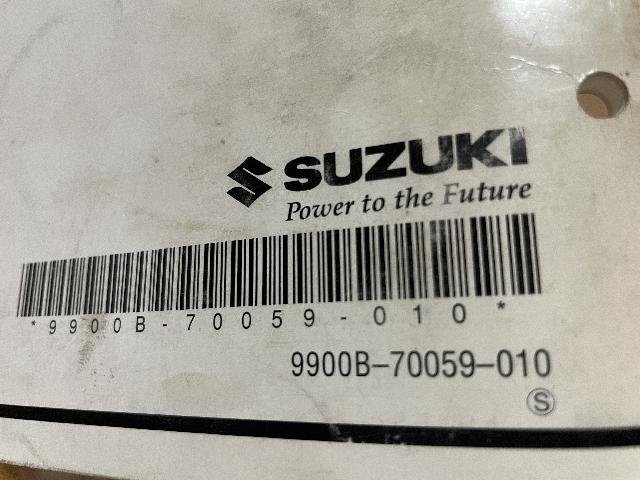 SUZUKI
Power to the Future
*9900B-70059-010*
9900B-70059-010
S